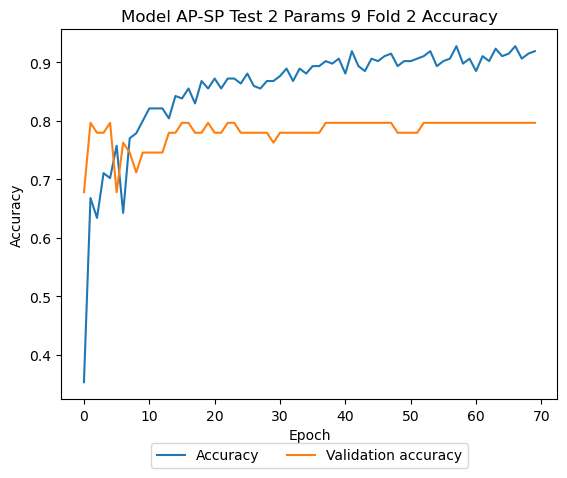 Model AP-SP Test 2 Params 9 Fold 2 Accuracy
Accuracy
0.9
0.8
0.7
0.6
0.5
0.4
0 10 20 30 40 50 60 70
Epoch
Accuracy Validation accuracy